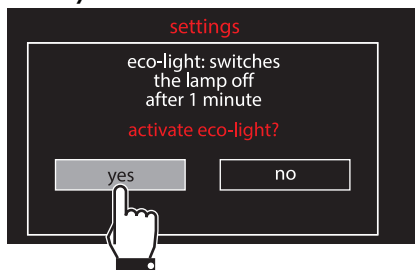 settings
eco-light: switches
the lamp off
after 1 minute
activate eco-light?
yes no